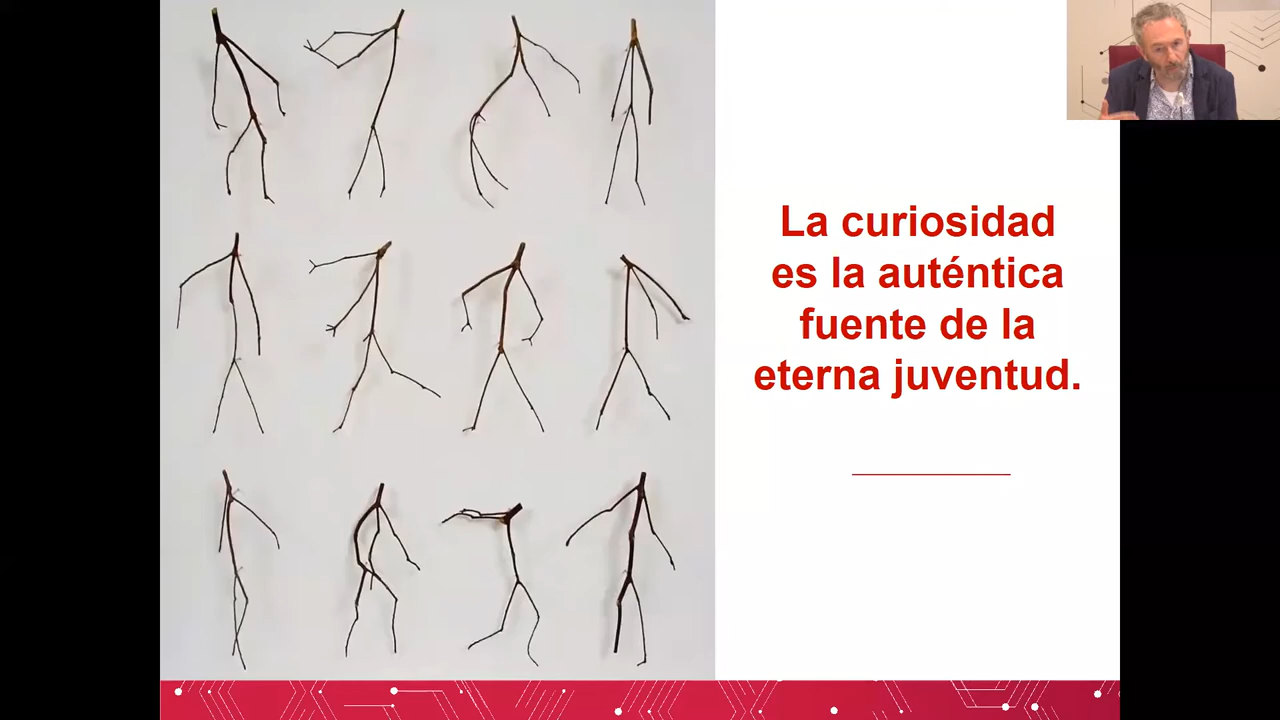 La curiosidad
es la auténtica
fuente de la
eterna juventud.